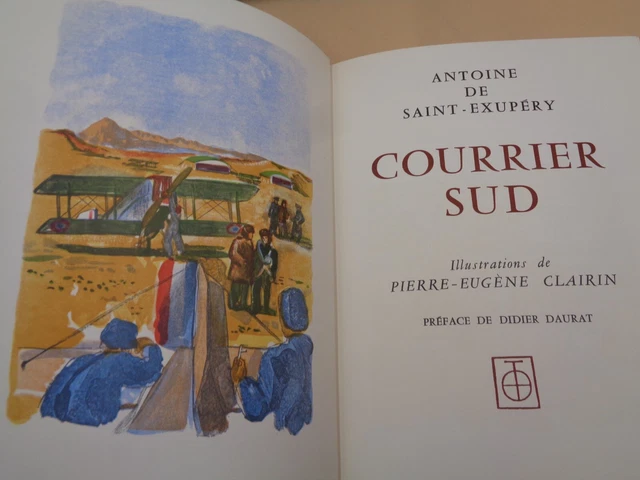 ANTOINE
DE
SAINT-EXUPÉRY
COURRIER
SUD
Illustrations de
PIERRE-EUGÈNE CLAIRIN
PRÉFACE DE DIDIER DAURAT